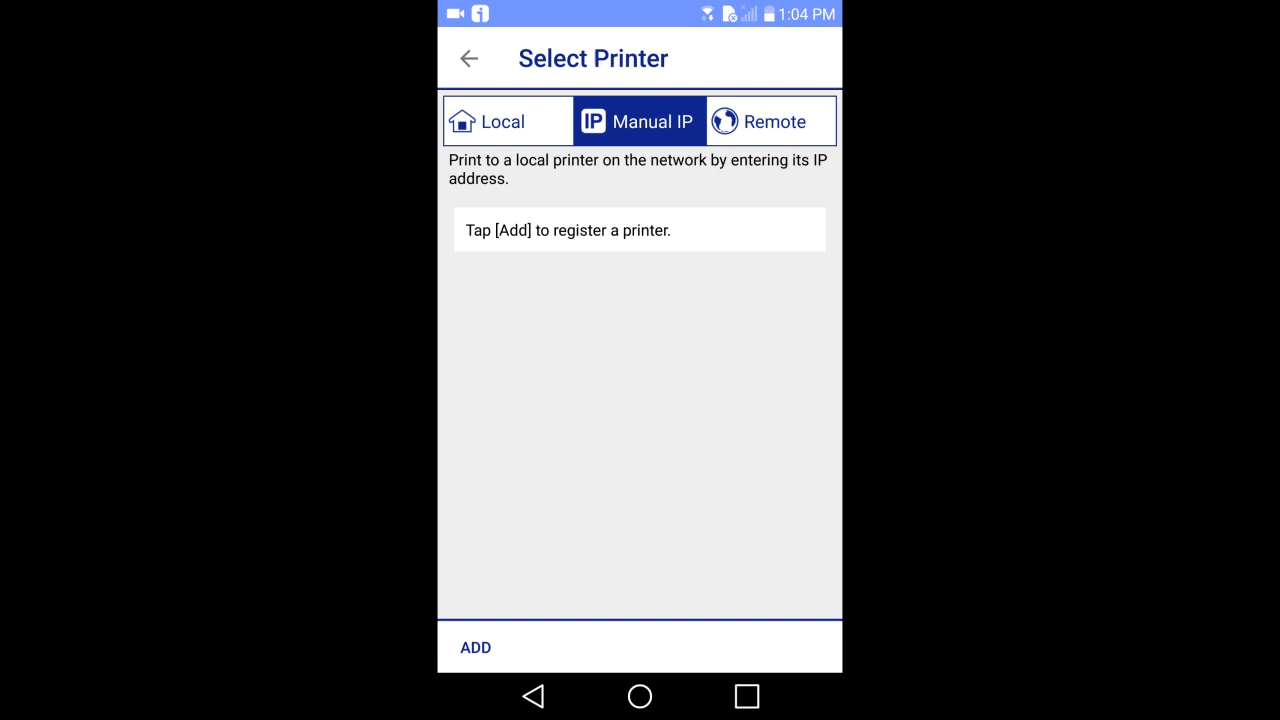 1:04 PM
Select Printer
Local
IP Manual IP
Remote
Print to a local printer on the network by entering its IP
address.
Tap [Add] to register a printer.
ADD